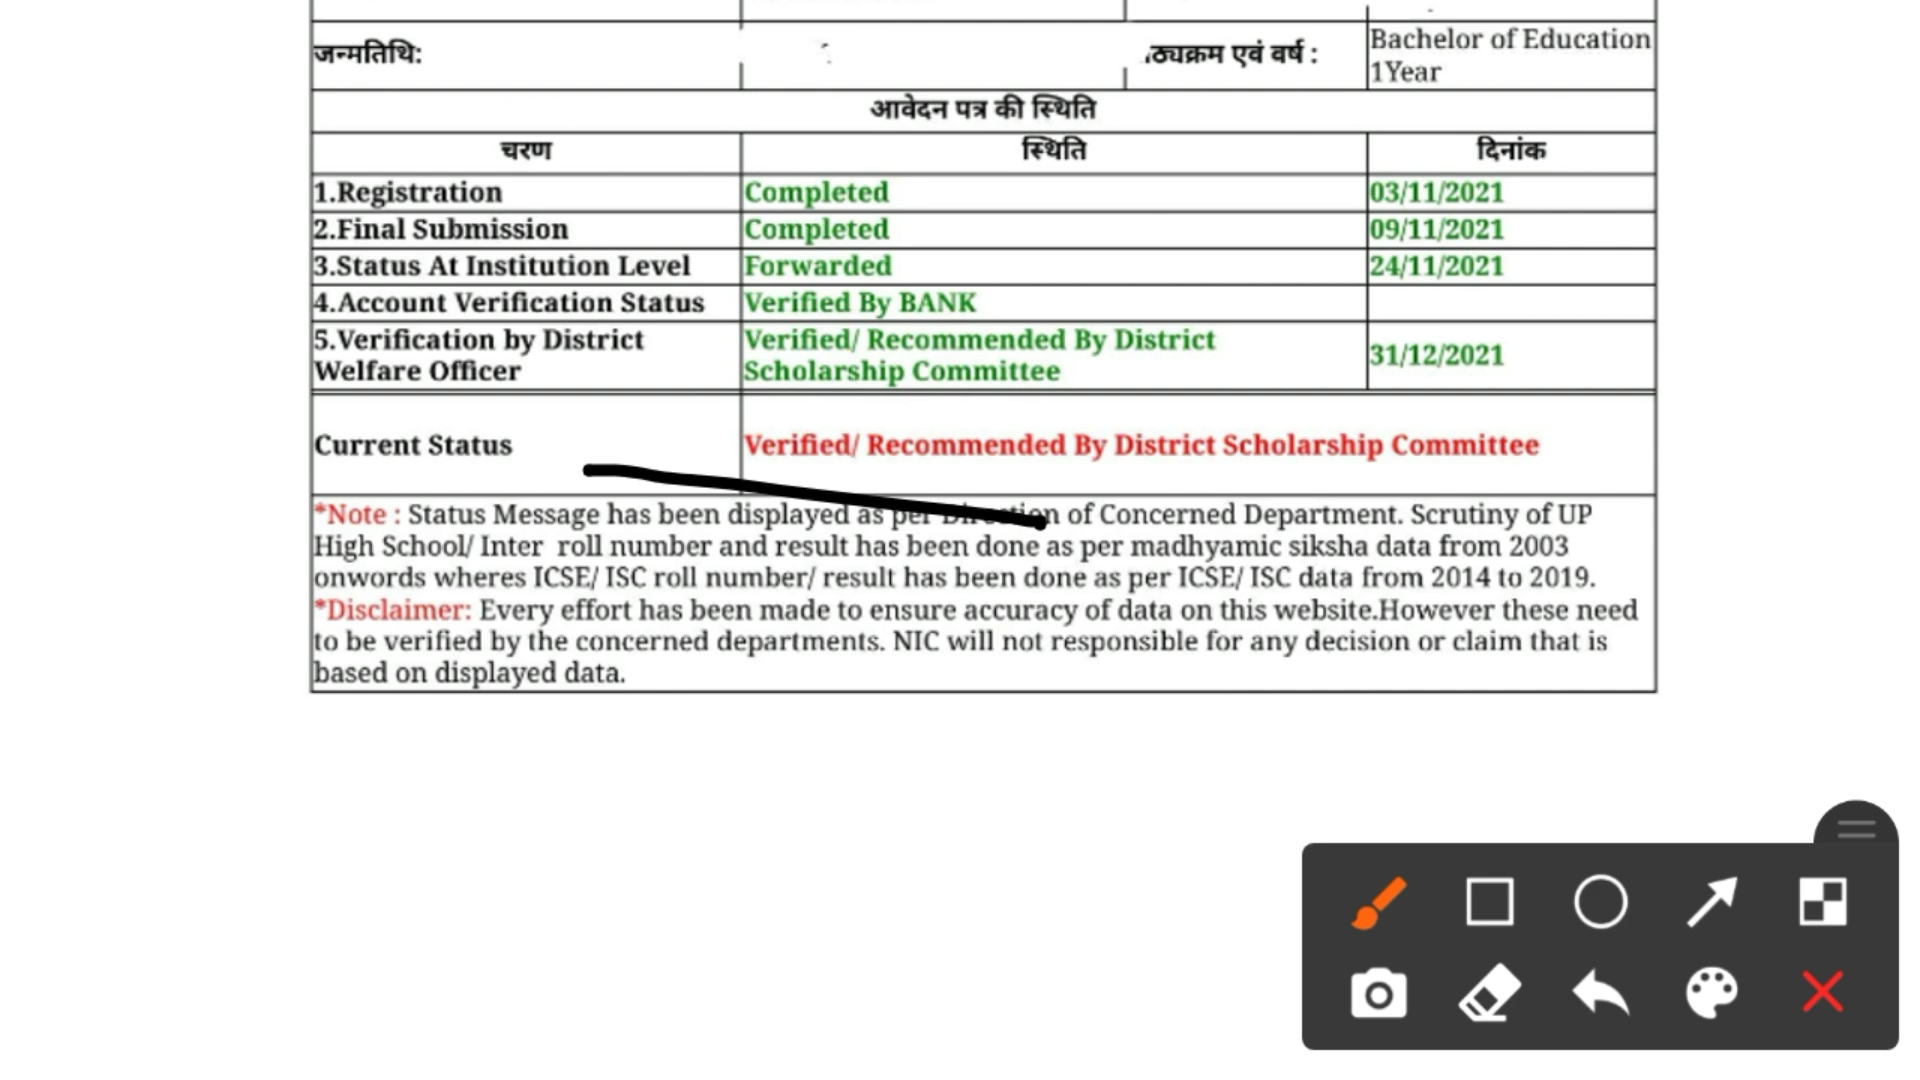 जन्मतिथि:
ठ्यक्रम एवं वर्ष :
Bachelor of Education
1Year
आवेदन पत्र की स्थिति
चरण स्थिति दिनांक
1.Registration Completed 03/11/2021
2.Final Submission Completed 09/11/2021
3.Status At Institution Level Forwarded 24/11/2021
4.Account Verification Status Verified By BANK
5.Verification by District
Welfare Officer
Verified/ Recommended By District
Scholarship Committee
31/12/2021
Current Status Verified/ Recommended By District Scholarship Committee
*Note : Status Message has been displayed as per Direction of Concerned Department. Scrutiny of UP
High School/ Inter roll number and result has been done as per madhyamic siksha data from 2003
onwords wheres ICSE/ ISC roll number/ result has been done as per ICSE/ ISC data from 2014 to 2019.
*Disclaimer: Every effort has been made to ensure accuracy of data on this website.However these need
to be verified by the concerned departments. NIC will not responsible for any decision or claim that is
based on displayed data.